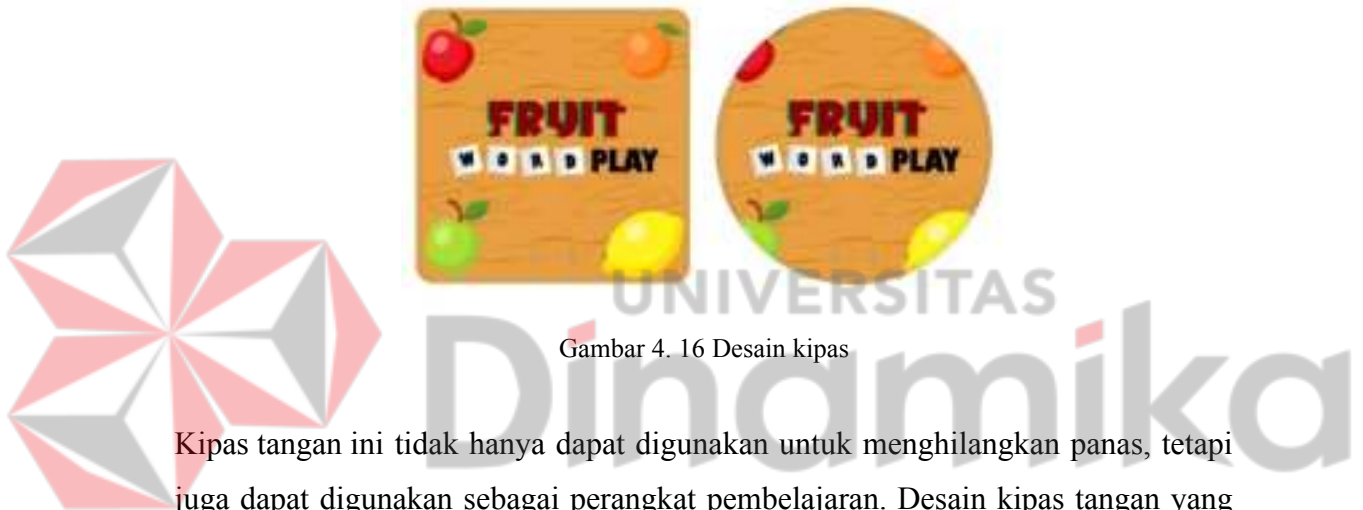 FRUIT FRUIT
WORD PLAY WORD PLAY
UNIVERSITAS
Dinamika
Gambar 4. 16 Desain kipas
Kipas tangan ini tidak hanya dapat digunakan untuk menghilangkan panas, tetapi
juga dapat digunakan sebagai perangkat pembelajaran. Desain kipas tangan yang